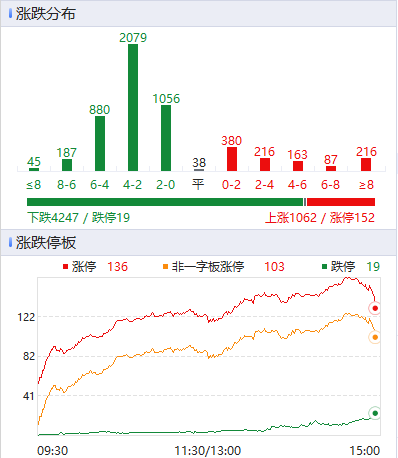 涨跌分布
45 187 880 2079 1056 38 380 216 163 87 216
≤8 8-6 6-4 4-2 2-0 平 0-2 2-4 4-6 6-8 ≥8
下跌4247 / 跌停19 上涨1062 / 涨停152
涨跌停板
涨停 136 非一字板涨停 103 跌停 19
122
82
41
09:30 11:30/13:00 15:00